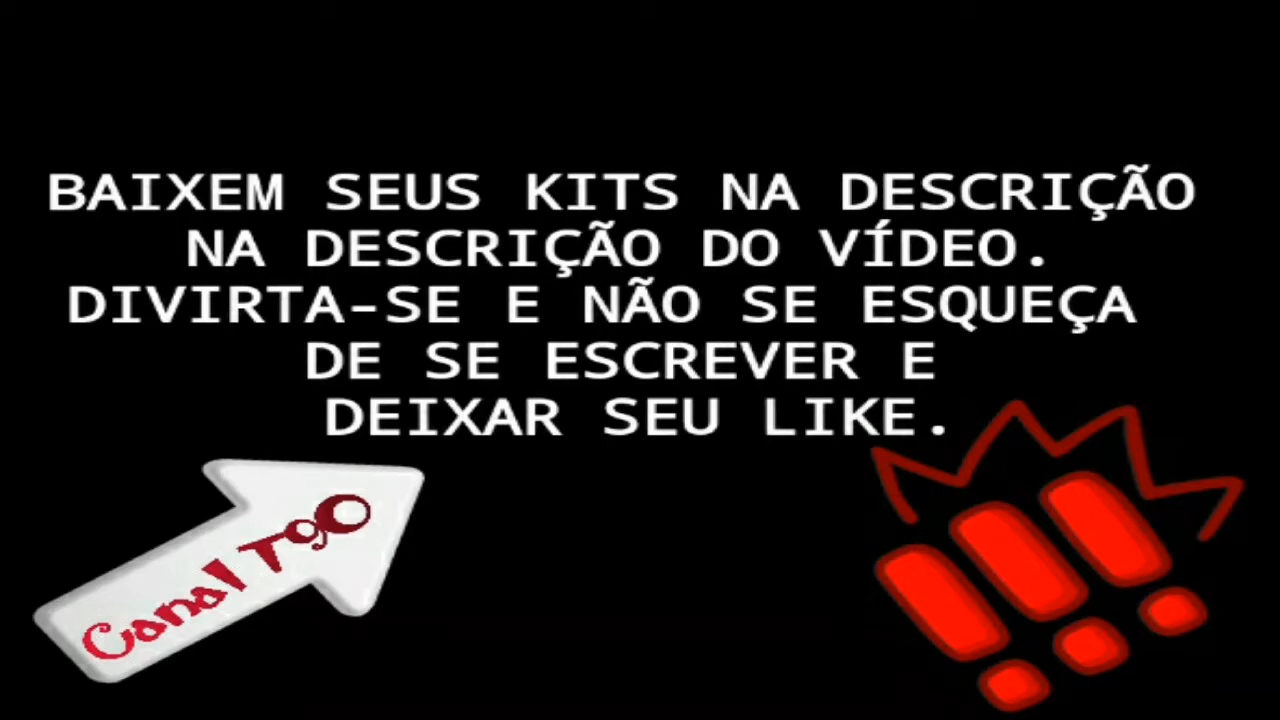 BAIXEM SEUS KITS NA DESCRIÇÃO
NA DESCRIÇÃO DO VÍDEO.
DIVIRTA-SE E NÃO SE ESQUEÇA
DE SE ESCREVER E
DEIXAR SEU LIKE.
Canal TgO
!!!